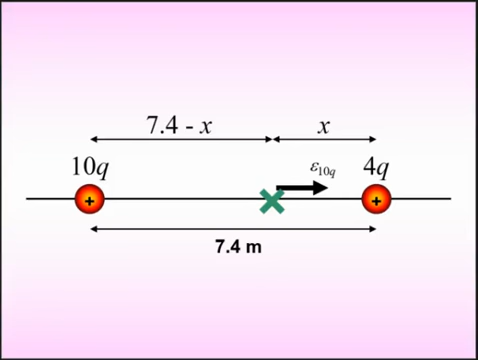 7.4 - x x
10q ε10q 4q
+ +
7.4 m